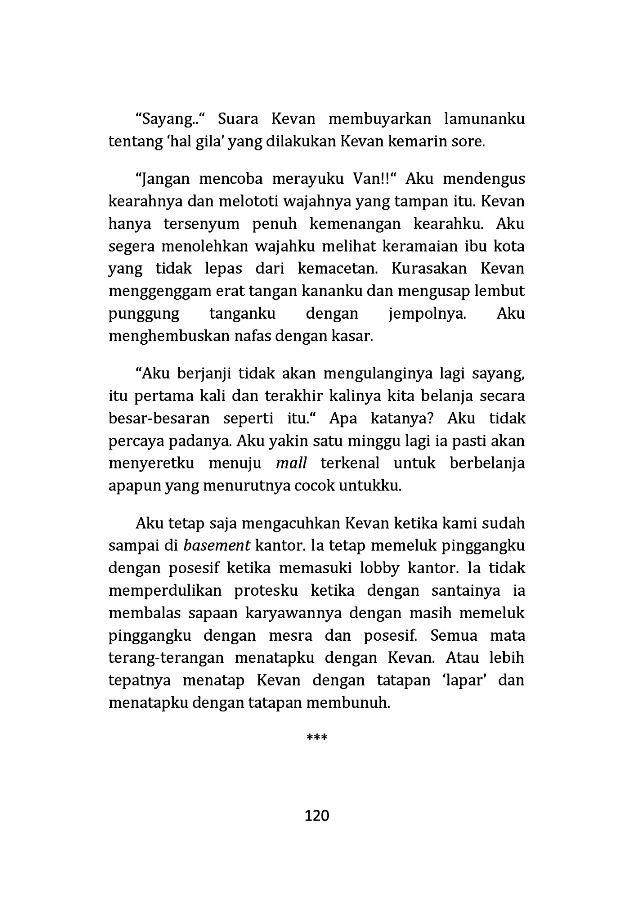 “Sayang..“ Suara Kevan membuyarkan lamunanku
tentang ‘hal gila’ yang dilakukan Kevan kemarin sore.
“Jangan mencoba merayuku Van!!“ Aku mendengus
kearahnya dan melototi wajahnya yang tampan itu. Kevan
hanya tersenyum penuh kemenangan kearahku. Aku
segera menolehkan wajahku melihat keramaian ibu kota
yang tidak lepas dari kemacetan. Kurasakan Kevan
menggenggam erat tangan kananku dan mengusap lembut
punggung tanganku dengan jempolnya. Aku
menghembuskan nafas dengan kasar.
“Aku berjanji tidak akan mengulanginya lagi sayang,
itu pertama kali dan terakhir kalinya kita belanja secara
besar-besaran seperti itu.“ Apa katanya? Aku tidak
percaya padanya. Aku yakin satu minggu lagi ia pasti akan
menyeretku menuju mall terkenal untuk berbelanja
apapun yang menurutnya cocok untukku.
Aku tetap saja mengacuhkan Kevan ketika kami sudah
sampai di basement kantor. Ia tetap memeluk pinggangku
dengan posesif ketika memasuki lobby kantor. Ia tidak
memperdulikan protesku ketika dengan santainya ia
membalas sapaan karyawannya dengan masih memeluk
pinggangku dengan mesra dan posesif. Semua mata
terang-terangan menatapku dengan Kevan. Atau lebih
tepatnya menatap Kevan dengan tatapan ‘lapar’ dan
menatapku dengan tatapan membunuh.
***
120